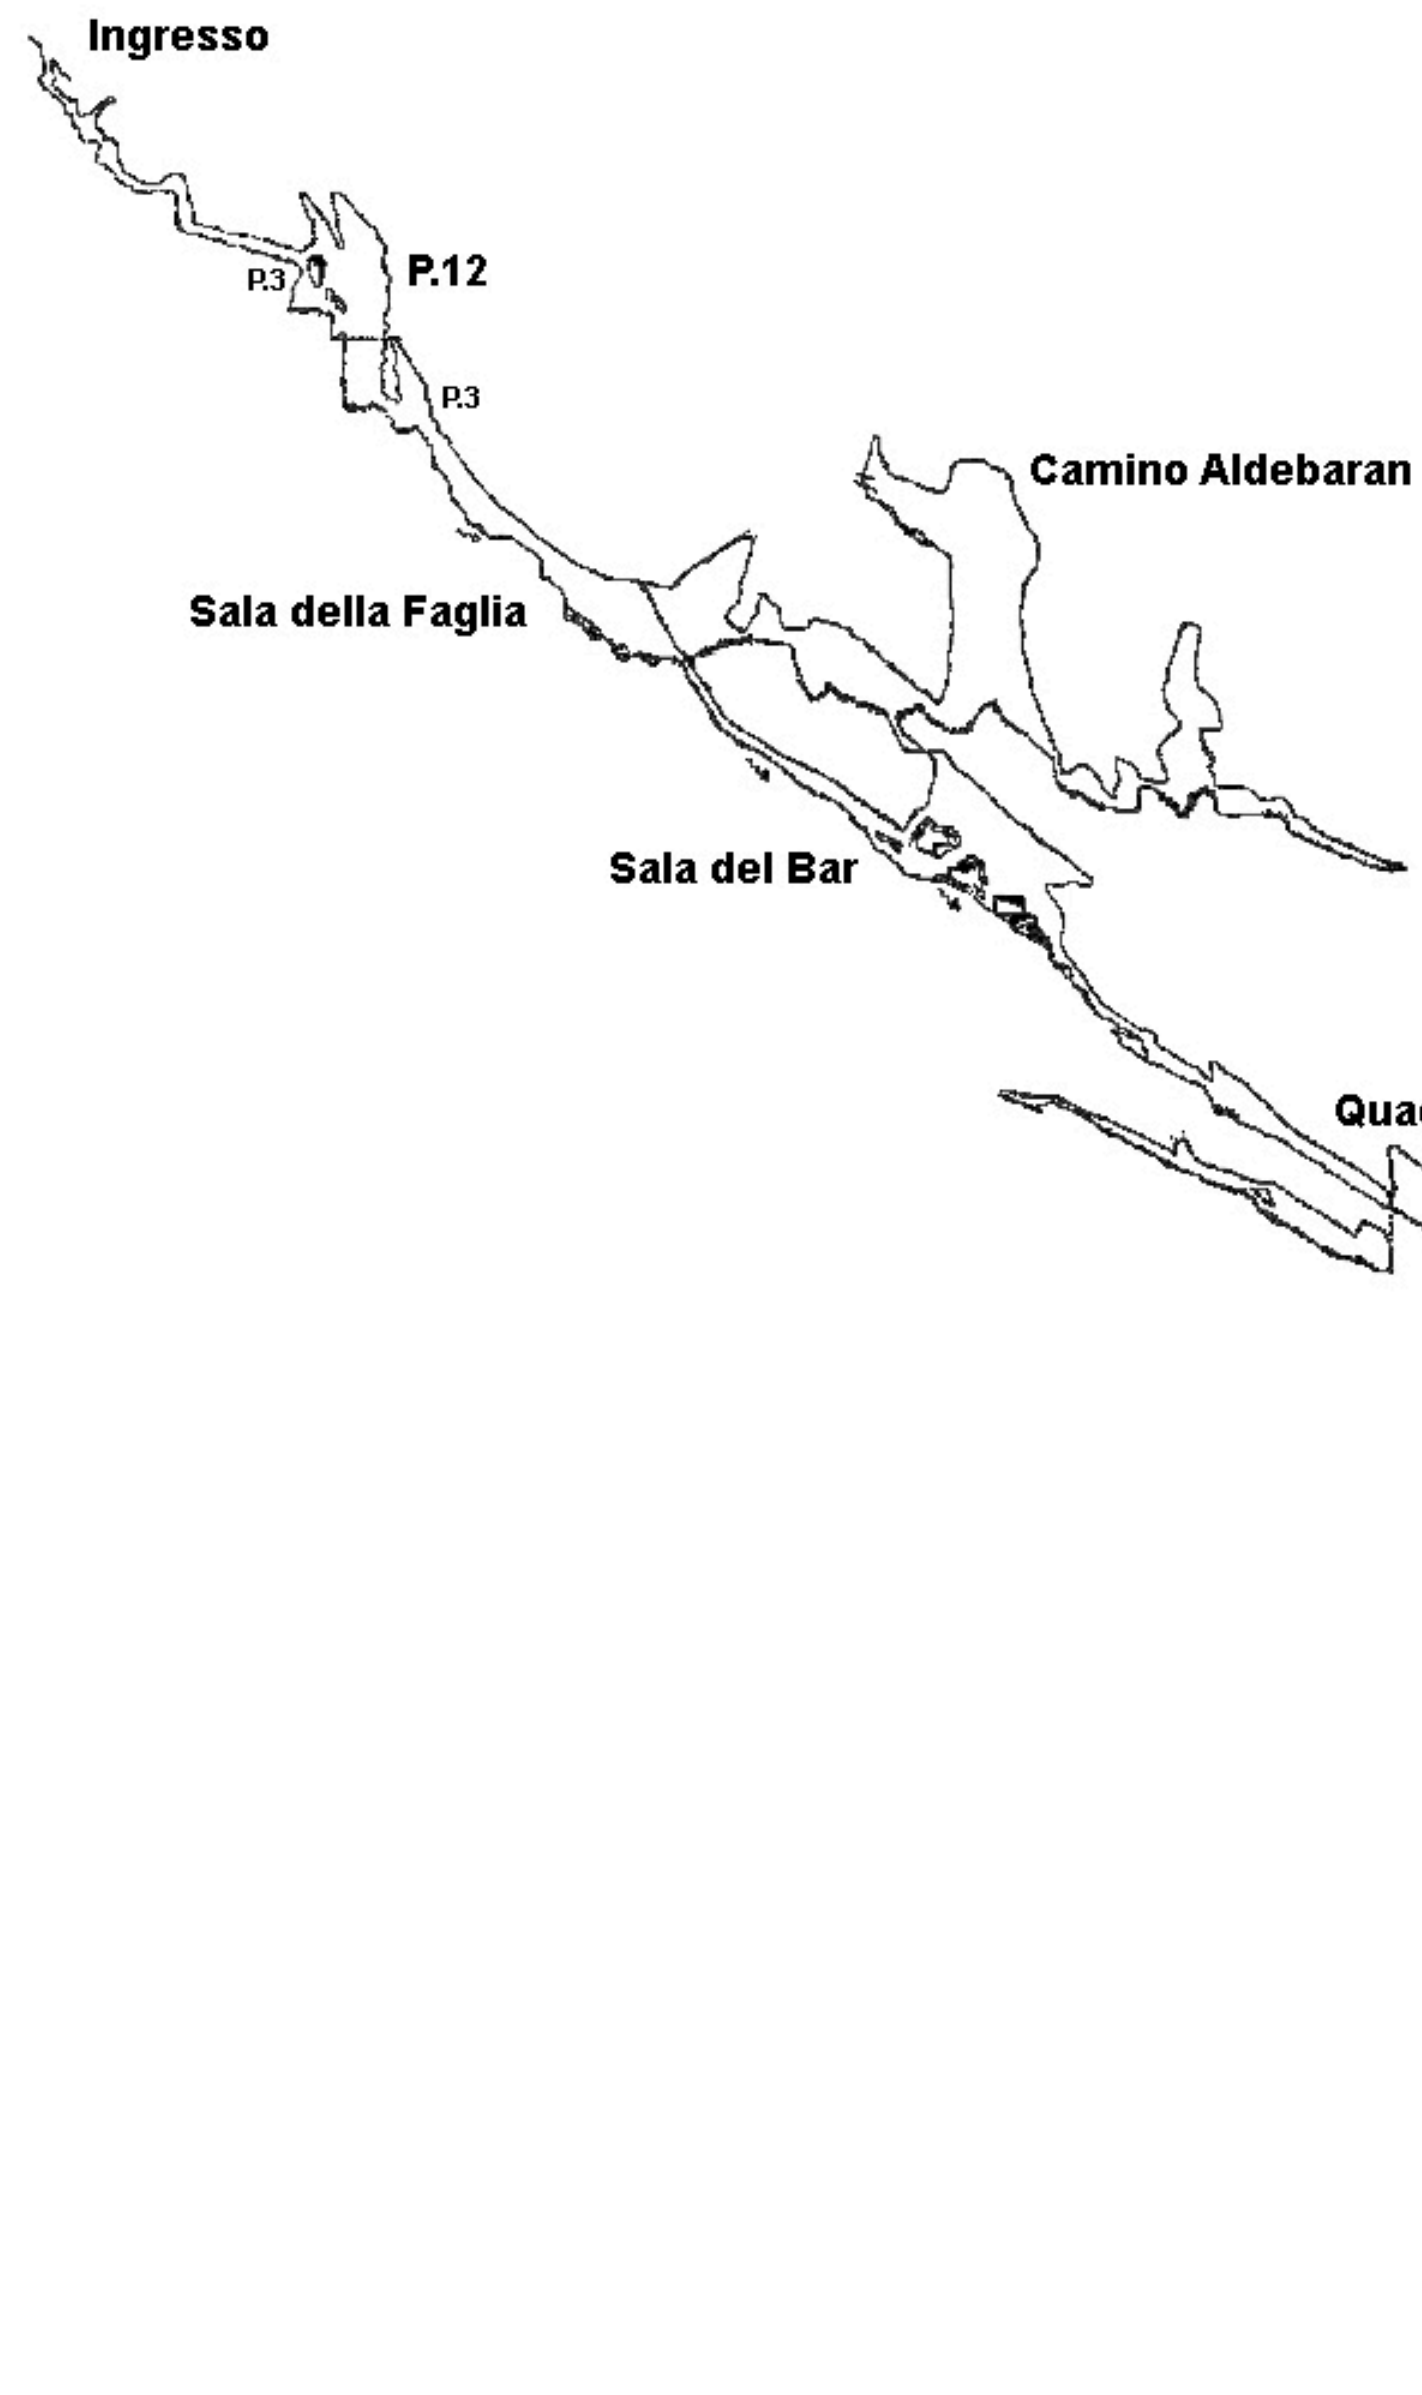 Ingresso
P.3
P.12
P.3
Camino Aldebaran
Sala della Faglia
Sala del Bar